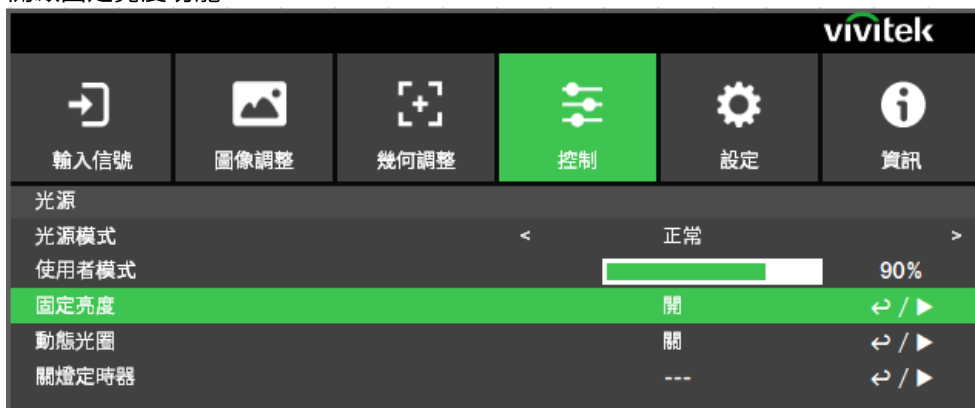 vivitek
輸入信號 圖像調整 幾何調整 控制 設定 資訊
光源
光源模式 < 正常 >
使用者模式 90%
固定亮度 開 ↩ / ▶
動態光圈 關 ↩ / ▶
關燈定時器 --- ↩ / ▶